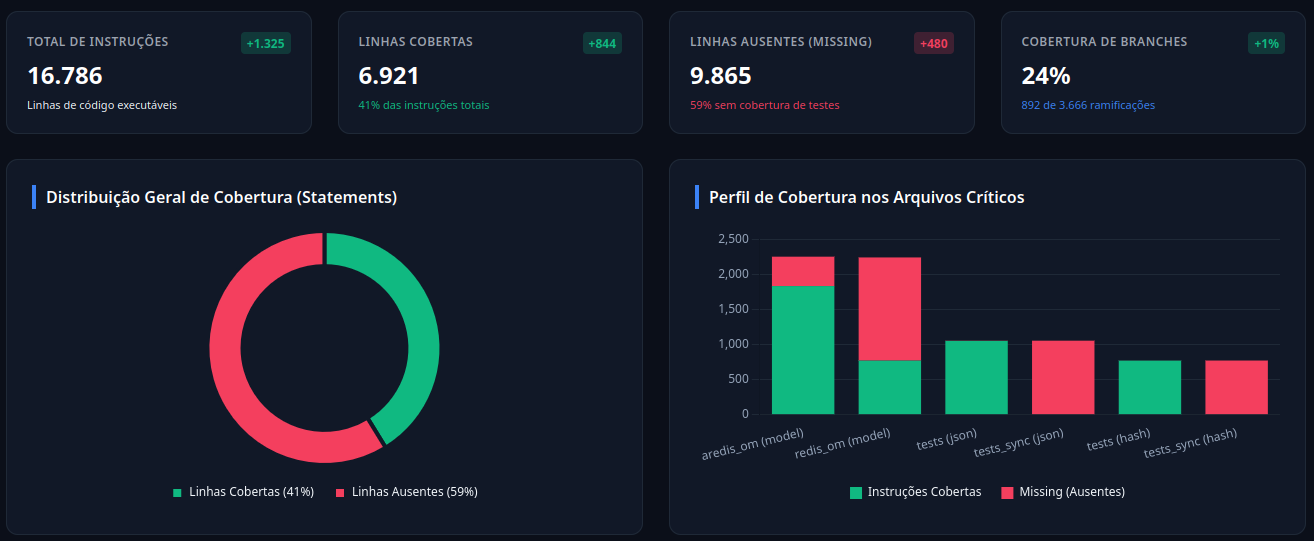 TOTAL DE INSTRUÇÕES
+1.325
16.786
Linhas de código executáveis
LINHAS COBERTAS
+844
6.921
41% das instruções totais
LINHAS AUSENTES (MISSING)
+480
9.865
59% sem cobertura de testes
COBERTURA DE BRANCHES
+1%
24%
892 de 3.666 ramificações
Distribuição Geral de Cobertura (Statements)
Linhas Cobertas (41%)
Linhas Ausentes (59%)
Perfil de Cobertura nos Arquivos Críticos
2,500
2,000
1,500
1,000
500
0
aredis_om (model)
redis_om (model)
tests (json)
tests_sync (json)
tests (hash)
tests_sync (hash)
Instruções Cobertas
Missing (Ausentes)